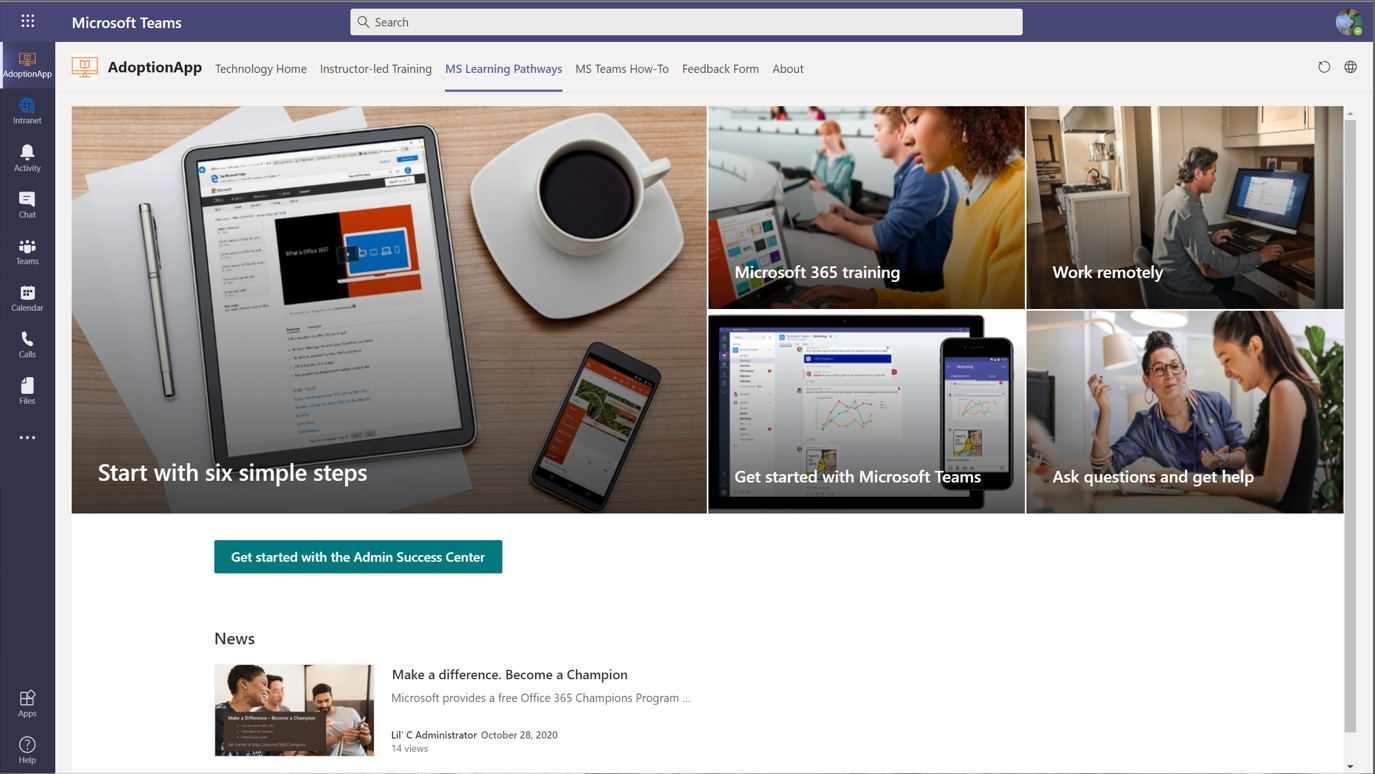 Microsoft Teams
Search
AdoptionApp
AdoptionApp
Technology Home
Instructor-led Training
MS Learning Pathways
MS Teams How-To
Feedback Form
About
Intranet
Activity
Chat
Teams
Calendar
Calls
Files
Apps
Help
What is Office 365?
Start with six simple steps
Microsoft 365 training
Work remotely
Get started with Microsoft Teams
Ask questions and get help
Get started with the Admin Success Center
News
Make a Difference – Become a Champion
Make a difference. Become a Champion
Microsoft provides a free Office 365 Champions Program ...
Lil' C Administrator October 28, 2020
14 views